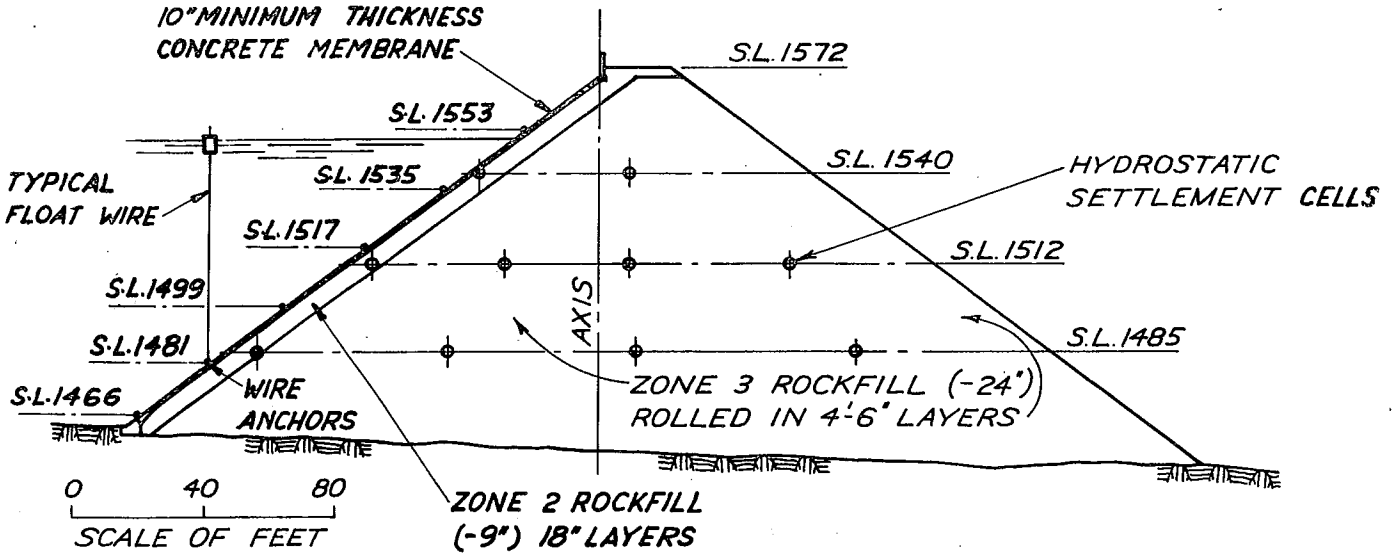 10" MINIMUM THICKNESS
CONCRETE MEMBRANE
S.L. 1572
S.L. 1553
S.L. 1540
HYDROSTATIC
SETTLEMENT CELLS
TYPICAL
FLOAT WIRE
S.L. 1535
S.L. 1517
S.L. 1512
S.L. 1499
AXIS
S.L. 1481
S.L. 1485
WIRE
ANCHORS
ZONE 3 ROCKFILL (-24")
ROLLED IN 4'-6" LAYERS
S.L. 1466
0 40 80
SCALE OF FEET
ZONE 2 ROCKFILL
(-9") 18" LAYERS